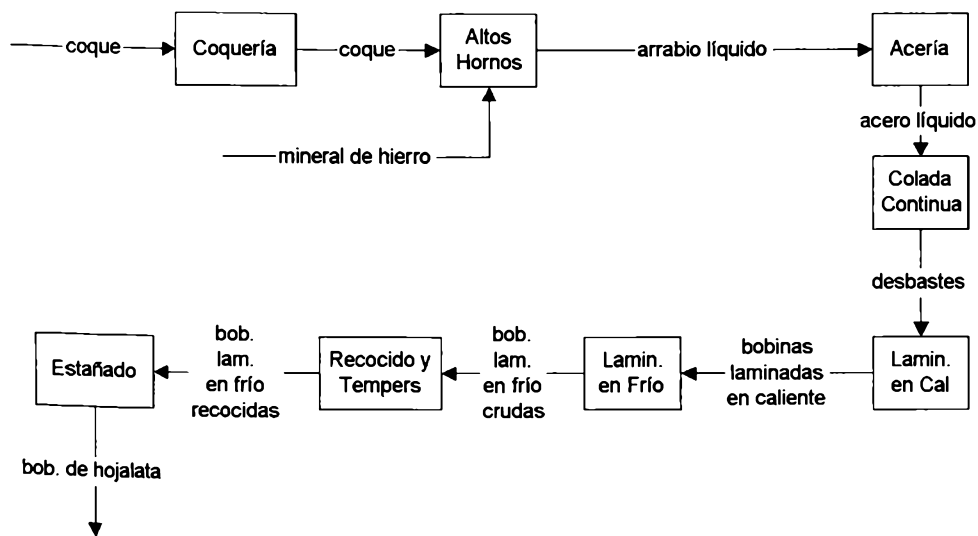 coque
Coquería
coque
Altos
Hornos
arrabio líquido
Acería
mineral de hierro
acero líquido
Colada
Continua
desbastes
Lamin.
en Cal
bobinas
laminadas
en caliente
Lamin.
en Frío
bob.
lam.
en frío
crudas
Recocido y
Tempers
bob.
lam.
en frío
recocidas
Estañado
bob. de hojalata